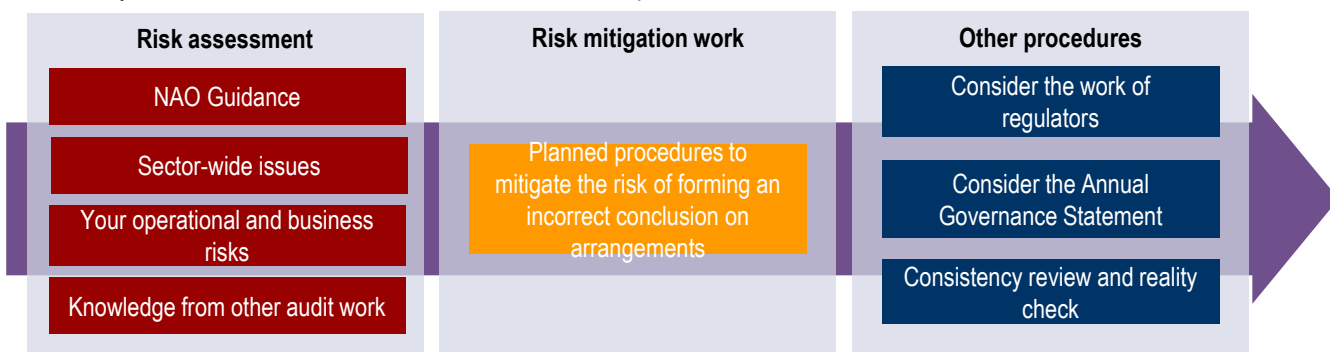 Risk assessment
NAO Guidance
Sector-wide issues
Your operational and business
risks
Knowledge from other audit work
Risk mitigation work
Planned procedures to
mitigate the risk of forming an
incorrect conclusion on
arrangements
Other procedures
Consider the work of
regulators
Consider the Annual
Governance Statement
Consistency review and reality
check